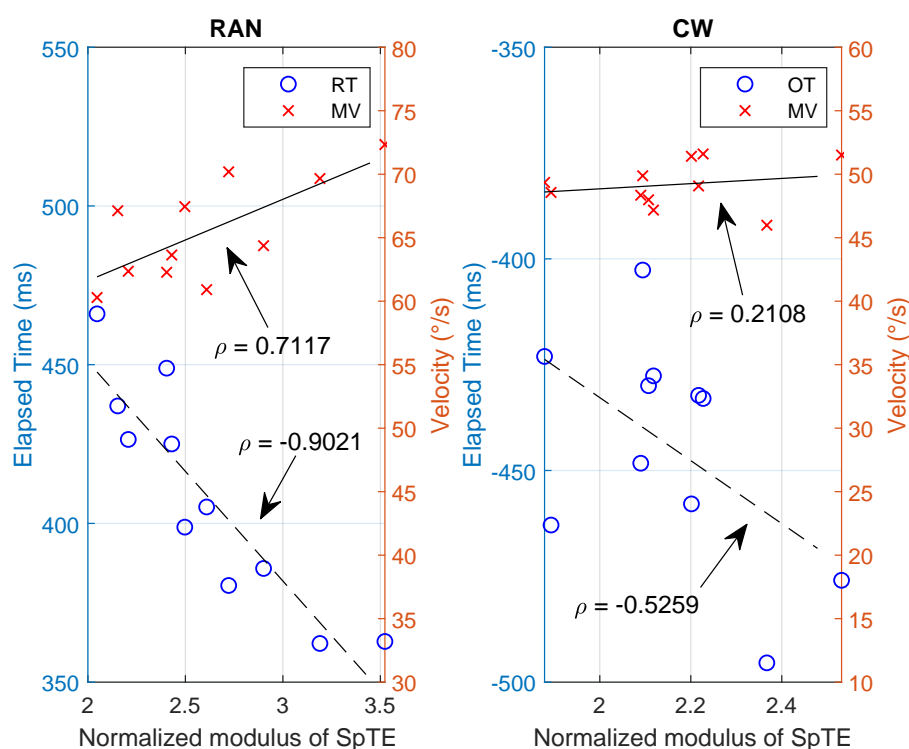 RAN
550
500
450
400
350
Elapsed Time (ms)
80
75
70
65
60
55
50
45
40
35
30
Velocity (°/s)
RT
MV
ρ = 0.7117
ρ = -0.9021
2
2.5
3
3.5
Normalized modulus of SpTE
CW
-350
-400
-450
-500
Elapsed Time (ms)
60
55
50
45
40
35
30
25
20
15
10
Velocity (°/s)
OT
MV
ρ = 0.2108
ρ = -0.5259
2
2.2
2.4
Normalized modulus of SpTE